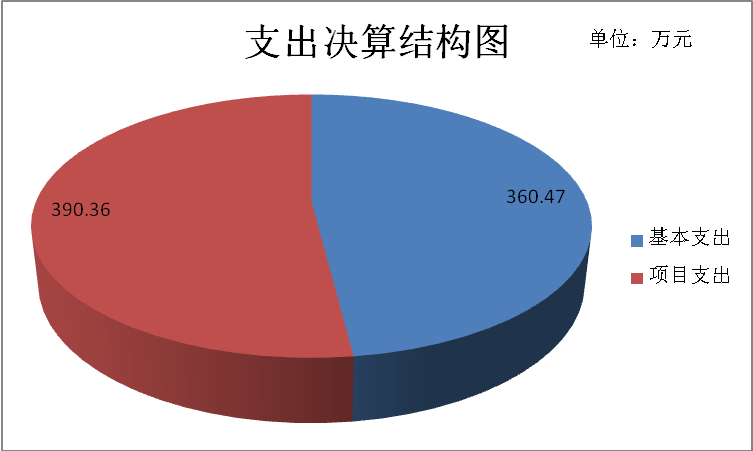 支出决算结构图
单位：万元
390.36
360.47
基本支出
项目支出